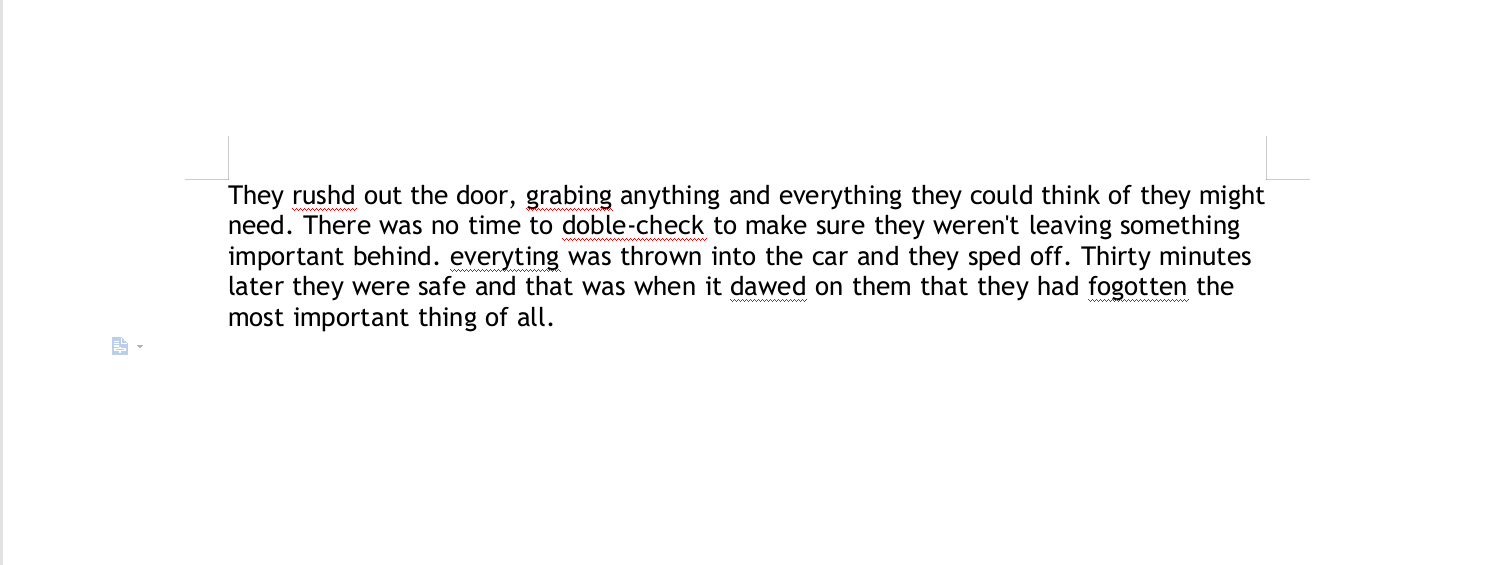 They rushd out the door, grabing anything and everything they could think of they might
need. There was no time to doble-check to make sure they weren't leaving something
important behind. everyting was thrown into the car and they sped off. Thirty minutes
later they were safe and that was when it dawed on them that they had fogotten the
most important thing of all.